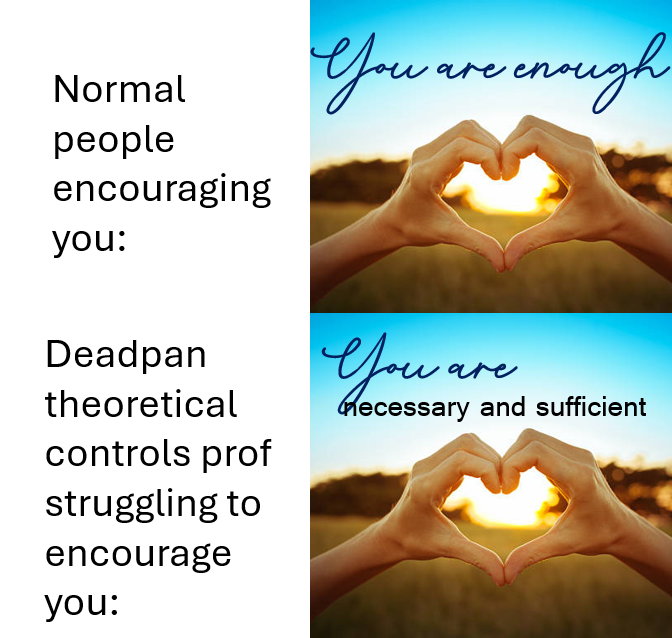 Normal
people
encouraging
you:
You are enough
Deadpan
theoretical
controls prof
struggling to
encourage
you:
You are
necessary and sufficient